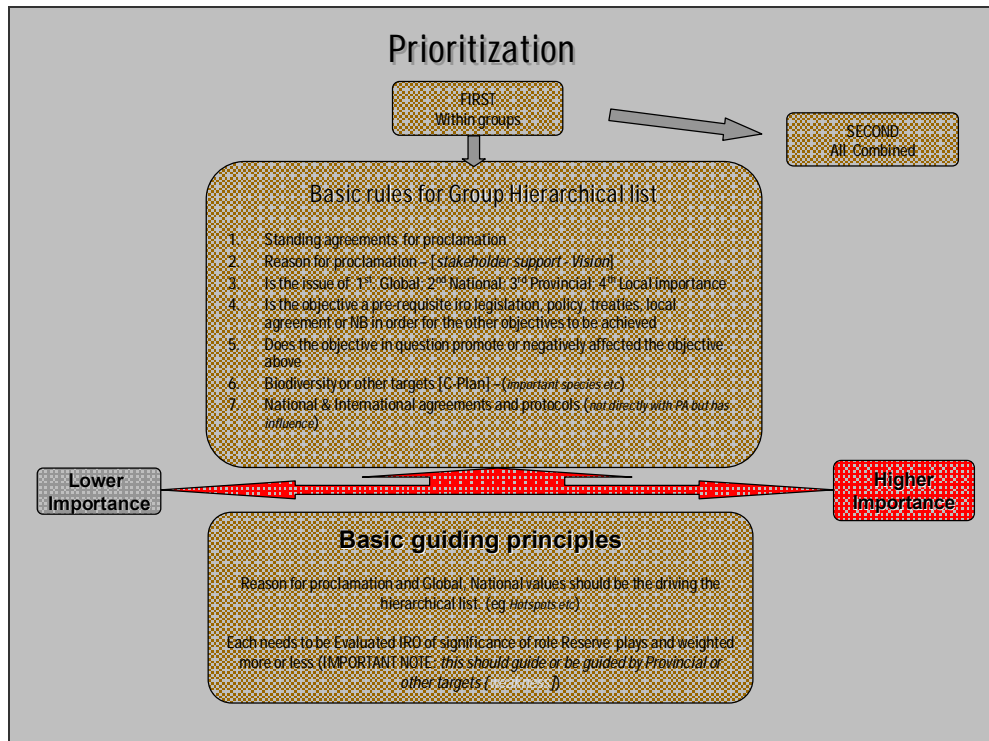 Prioritization
FIRST
Within groups
SECOND
All Combined
Basic rules for Group Hierarchical list
1. Standing agreements for proclamation
2. Reason for proclamation – [stakeholder support - Vision]
3. Is the issue of 1st. Global: 2nd National: 3rd Provincial: 4th Local importance
4. Is the objective a pre-requisite iro legislation, policy, treaties, local
agreement or NB in order for the other objectives to be achieved
5. Does the objective in question promote or negatively affected the objective
above
6. Biodiversity or other targets [C-Plan] –(important species etc)
7. National & International agreements and protocols (not directly with PA but has
influence)
Lower
Importance
Higher
Importance
Basic guiding principles
Reason for proclamation and Global, National values should be the driving the
hierarchical list. (eg Hotspots etc)
Each needs to be Evaluated IRO of significance of role Reserve plays and weighted
more or less (IMPORTANT NOTE: this should guide or be guided by Provincial or
other targets (weakness])